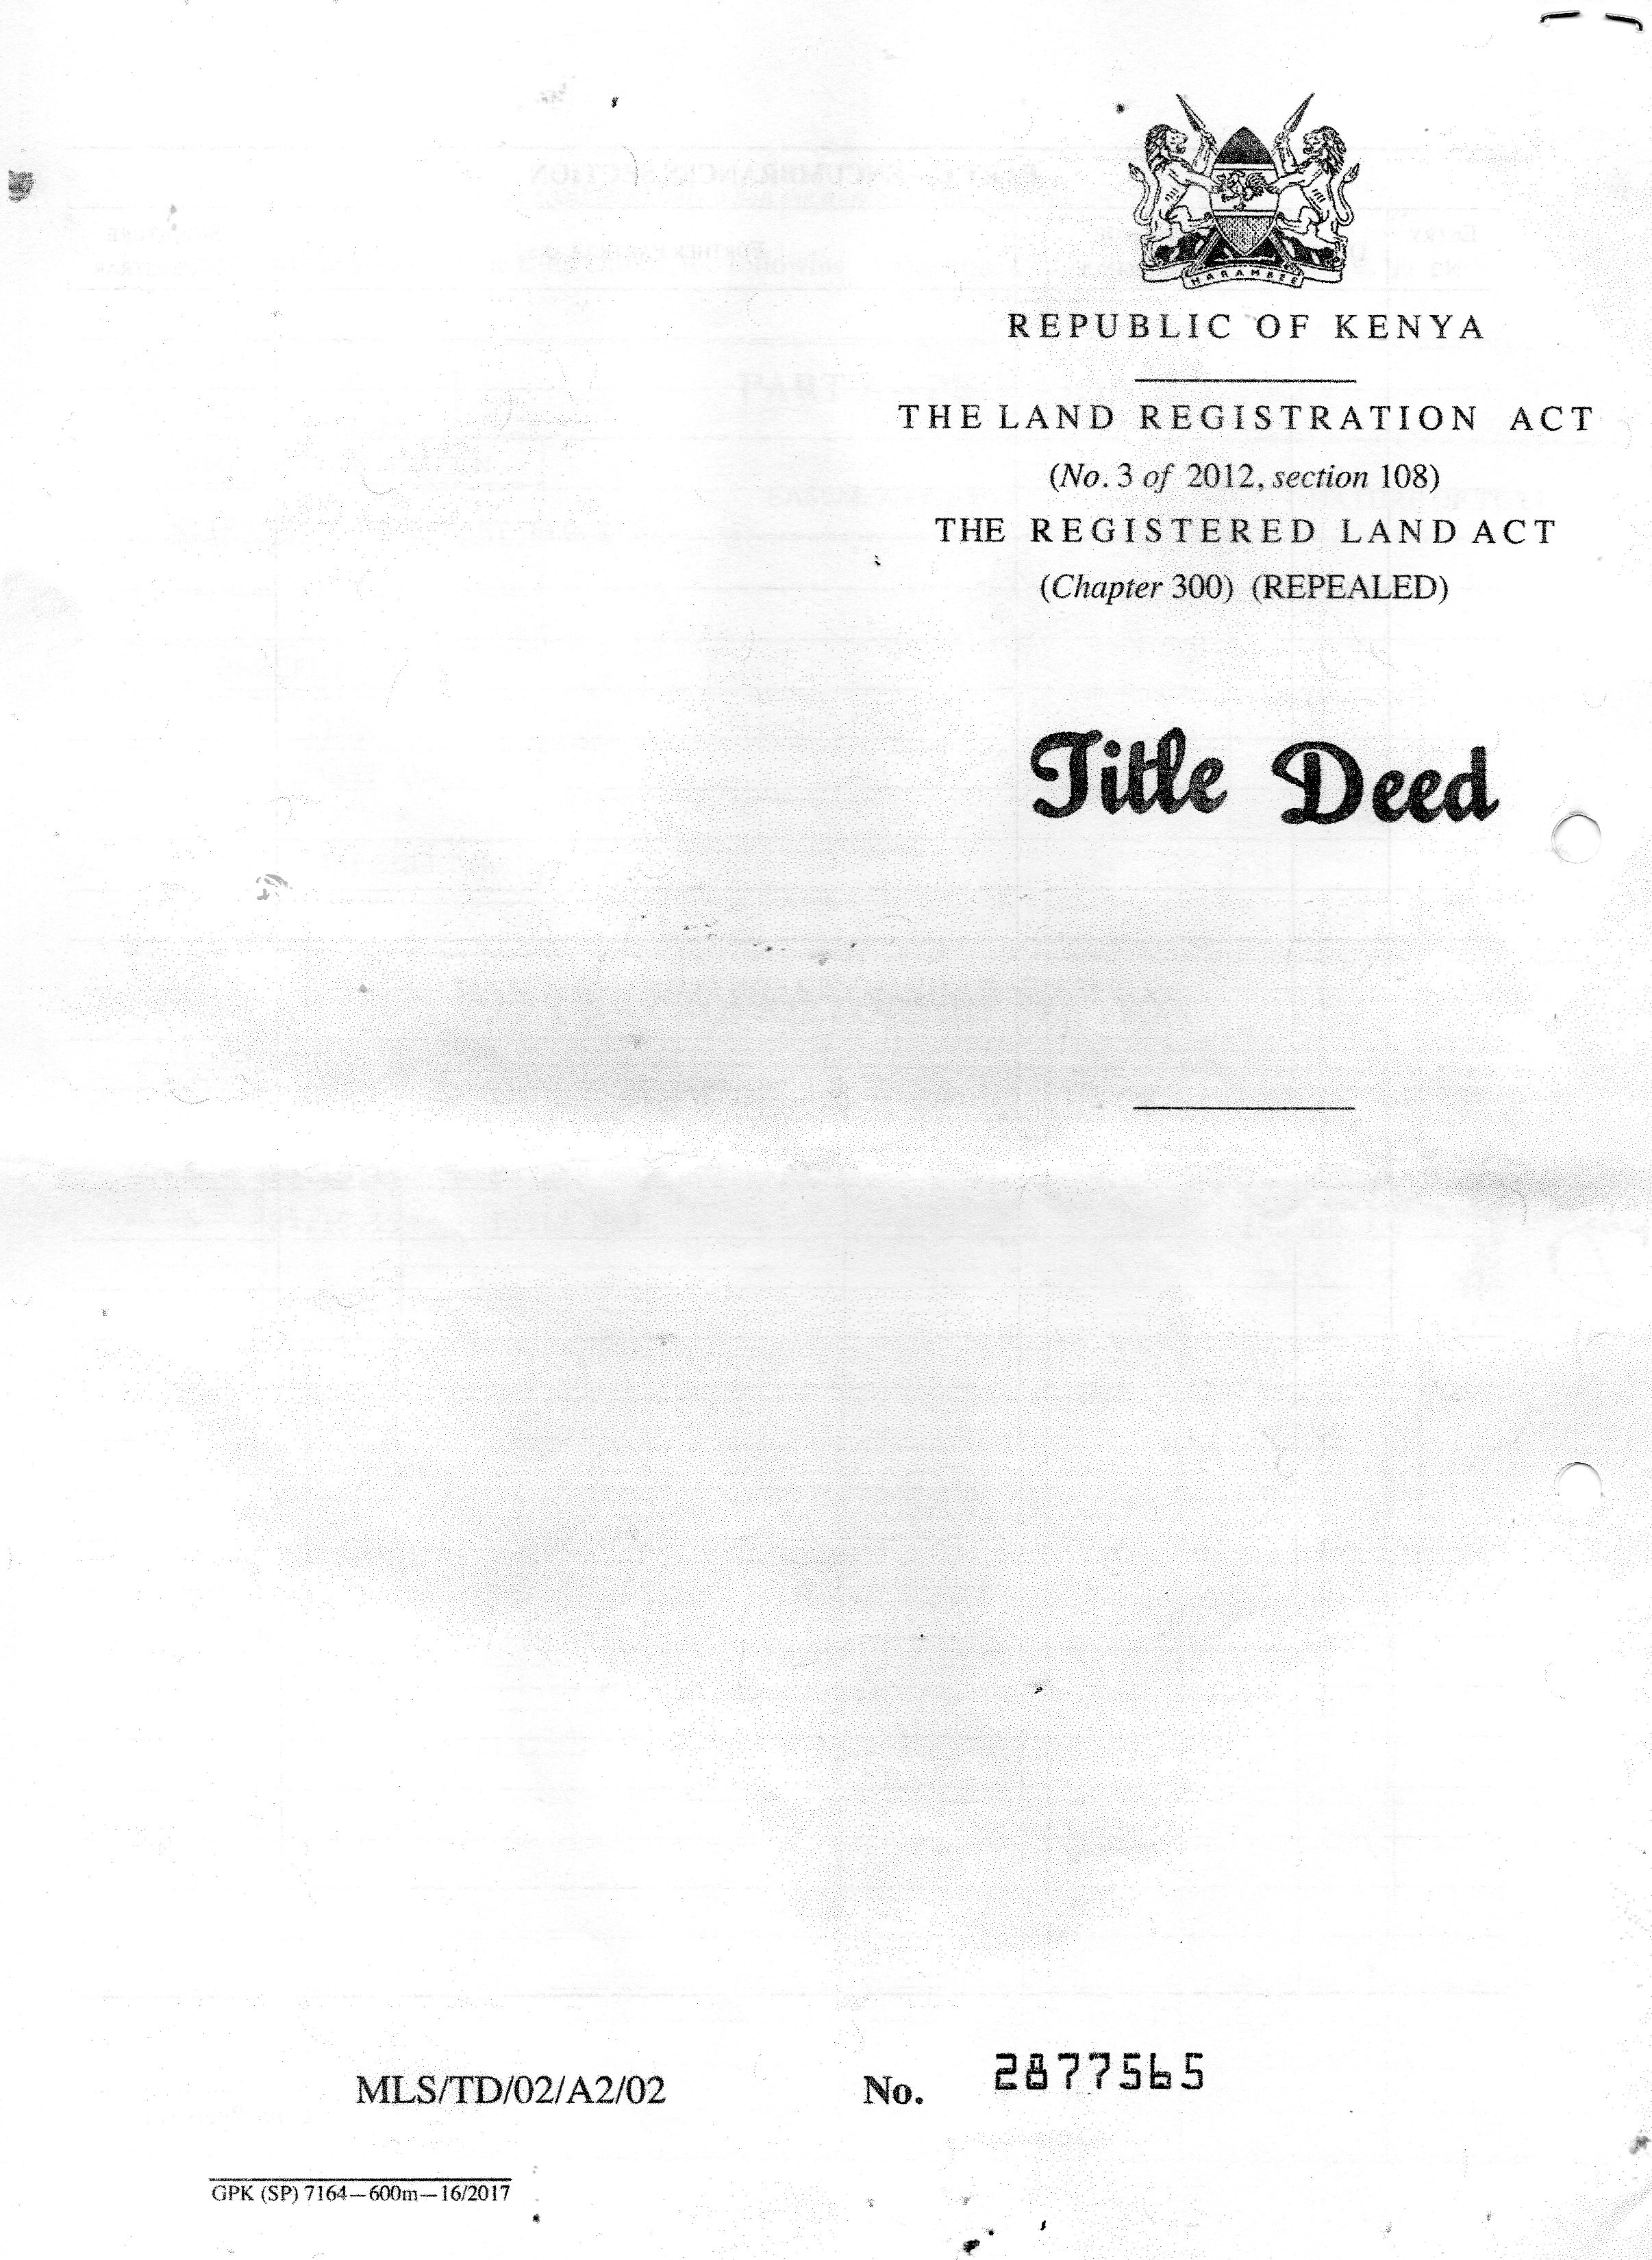 HARAMBEE
REPUBLIC OF KENYA
THE LAND REGISTRATION ACT
(No. 3 of 2012, section 108)
THE REGISTERED LAND ACT
(Chapter 300) (REPEALED)
Title Deed
MLS/TD/02/A2/02 No. 2877565
GPK (SP) 7164—600m—16/2017